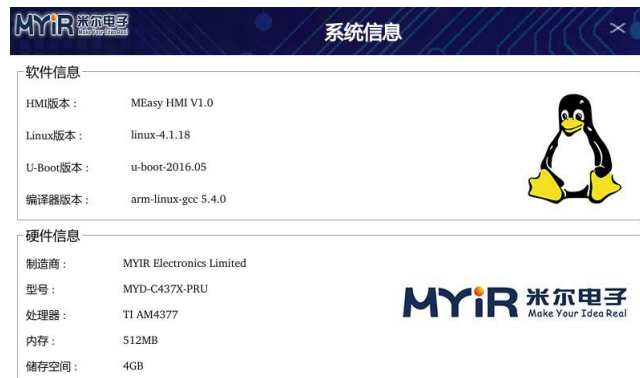 MYiR 米尔电子
Make Your Idea Real
系统信息
软件信息
HMI版本： MEasy HMI V1.0
Linux版本： linux-4.1.18
U-Boot版本： u-boot-2016.05
编译器版本： arm-linux-gcc 5.4.0
硬件信息
制造商： MYIR Electronics Limited
型号： MYD-C437X-PRU
处理器： TI AM4377
内存： 512MB
储存空间： 4GB
MYiR 米尔电子
Make Your Idea Real